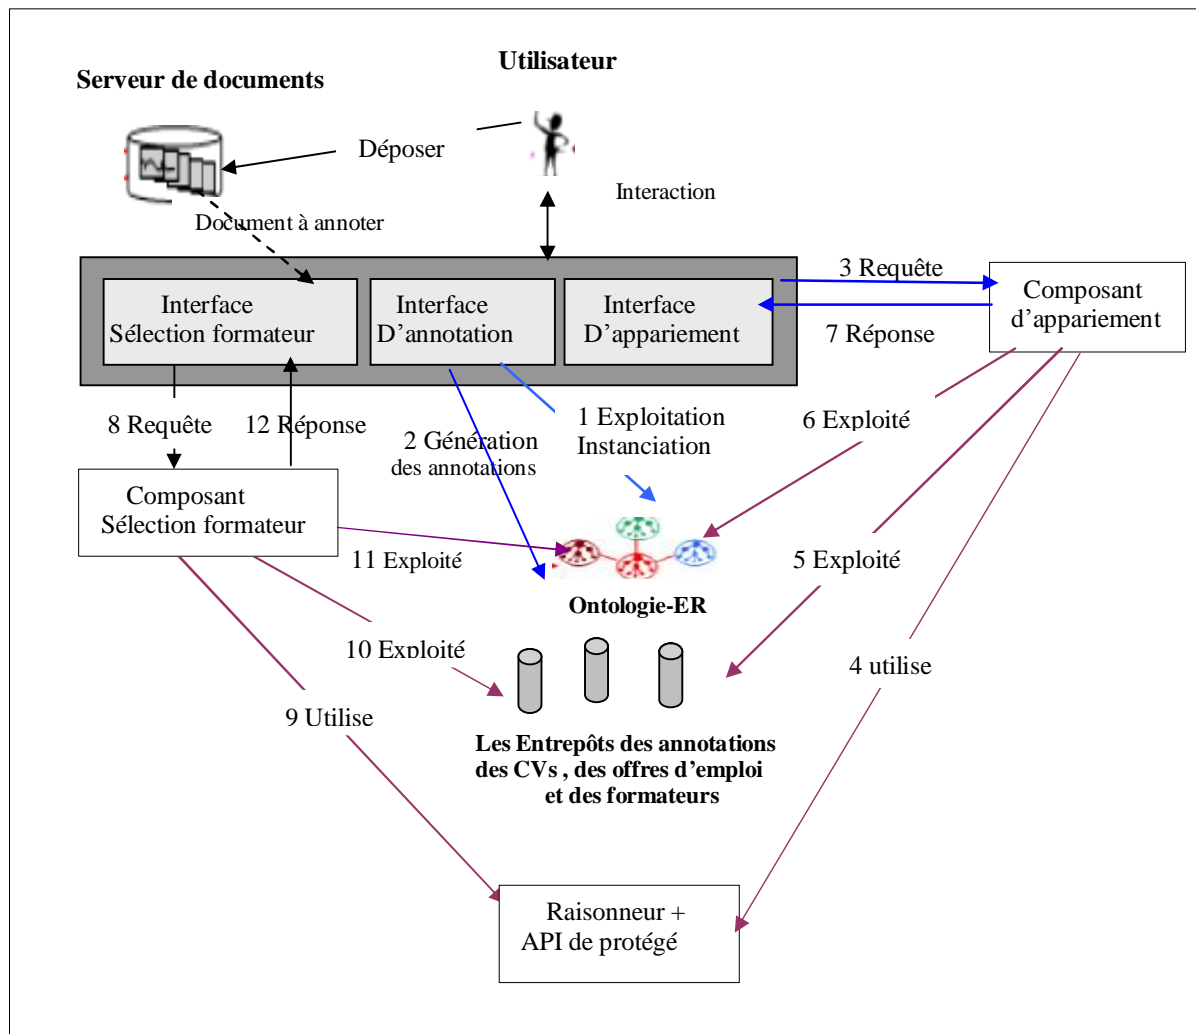 Utilisateur
Serveur de documents
Déposer
Interaction
Document à annoter
3 Requête
Interface
Sélection formateur
Interface
D’annotation
Interface
D’appariement
Composant
d’appariement
7 Réponse
8 Requête
12 Réponse
2 Génération
des annotations
1 Exploitation
Instanciation
6 Exploité
Composant
Sélection formateur
11 Exploité
5 Exploité
Ontologie-ER
10 Exploité
4 utilise
9 Utilise
Les Entrepôts des annotations
des CVs , des offres d’emploi
et des formateurs
Raisonneur +
API de protégé